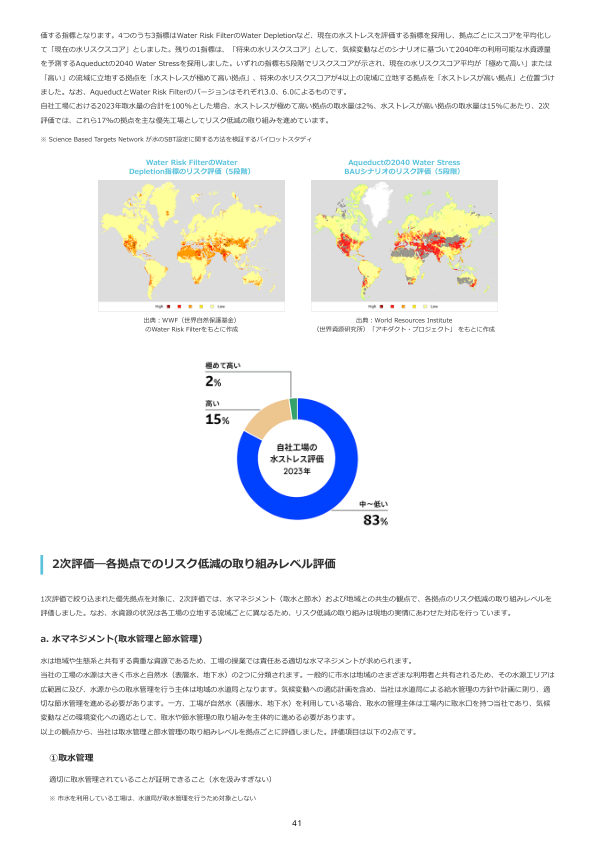 価する指標となります。4つのうち3指標はWater Risk FilterのWater Depletionなど、現在の水ストレスを評価する指標を採用し、拠点ごとにスコアを平均化し
て「現在の水リスクスコア」としました。残りの1指標は、「将来の水リスクスコア」として、気候変動などのシナリオに基づいて2040年の利用可能な水資源量
を予測するAqueductの2040 Water Stressを採用しました。いずれの指標も5段階でリスクスコアが示され、現在の水リスクスコア平均が「極めて高い」または
「高い」の流域に立地する拠点を「水ストレスが極めて高い拠点」、将来の水リスクスコアが4以上の流域に立地する拠点を「水ストレスが高い拠点」と位置づけ
ました。なお、AqueductとWater Risk Filterのバージョンはそれぞれ3.0、6.0によるものです。
自社工場における2023年取水量の合計を100%とした場合、水ストレスが極めて高い拠点の取水量は2%、水ストレスが高い拠点の取水量は15%にあたり、2次
評価では、これら17%の拠点を主な優先工場としてリスク低減の取り組みを進めています。
※ Science Based Targets Network が水のSBT設定に関する方法を検証するパイロットスタディ
Water Risk FilterのWater
Depletion指標のリスク評価（5段階）
High
Low
出典：WWF（世界自然保護基金）
のWater Risk Filterをもとに作成
Aqueductの2040 Water Stress
BAUシナリオのリスク評価（5段階）
High
Low
出典：World Resources Institute
（世界資源研究所）「アキダクト・プロジェクト」 をもとに作成
極めて高い
2%
高い
15%
自社工場の
水ストレス評価
2023年
中～低い
83%
2次評価―各拠点でのリスク低減の取り組みレベル評価
1次評価で絞り込まれた優先拠点を対象に、2次評価では、水マネジメント（取水と節水）および地域との共生の観点で、各拠点のリスク低減の取り組みレベルを
評価しました。なお、水資源の状況は各工場の立地する流域ごとに異なるため、リスク低減の取り組みは現地の実情にあわせた対応を行っています。
a. 水マネジメント(取水管理と節水管理)
水は地域や生態系と共有する貴重な資源であるため、工場の操業では責任ある適切な水マネジメントが求められます。
当社の工場の水源は大きく市水と自然水（表層水、地下水）の2つに分類されます。一般的に市水は地域のさまざまな利用者と共有されるため、その水源エリアは
広範囲に及び、水源からの取水管理を行う主体は地域の水道局となります。気候変動への適応計画を含め、当社は水道局による給水管理の方針や計画に則り、適
切な節水管理を進める必要があります。一方、工場が自然水（表層水、地下水）を利用している場合、取水の管理主体は工場内に取水口を持つ当社であり、気候
変動などの環境変化への適応として、取水や節水管理の取り組みを主体的に進める必要があります。
以上の観点から、当社は取水管理と節水管理の取り組みレベルを拠点ごとに評価しました。評価項目は以下の2点です。
①取水管理
適切に取水管理されていることが証明できること（水を汲みすぎない）
※ 市水を利用している工場は、水道局が取水管理を行うため対象としない
41